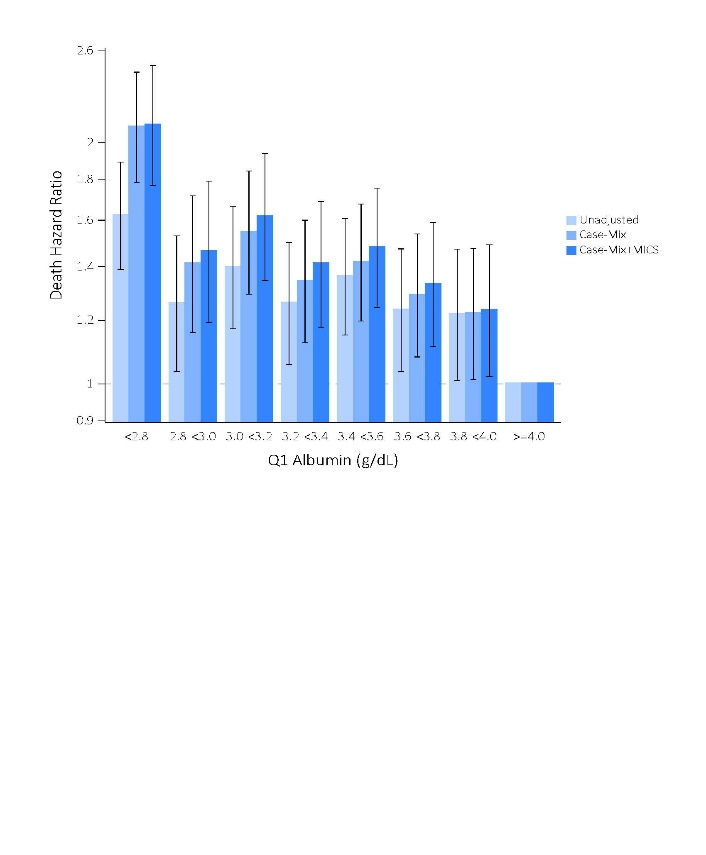 2.6
2
1.8
1.6
1.4
1.2
1
0.9
Death Hazard Ratio
Unadjusted
Case-Mix
Case-Mix+MICS
<2.8 2.8 <3.0 3.0 <3.2 3.2 <3.4 3.4 <3.6 3.6 <3.8 3.8 <4.0 >=4.0
Q1 Albumin (g/dL)